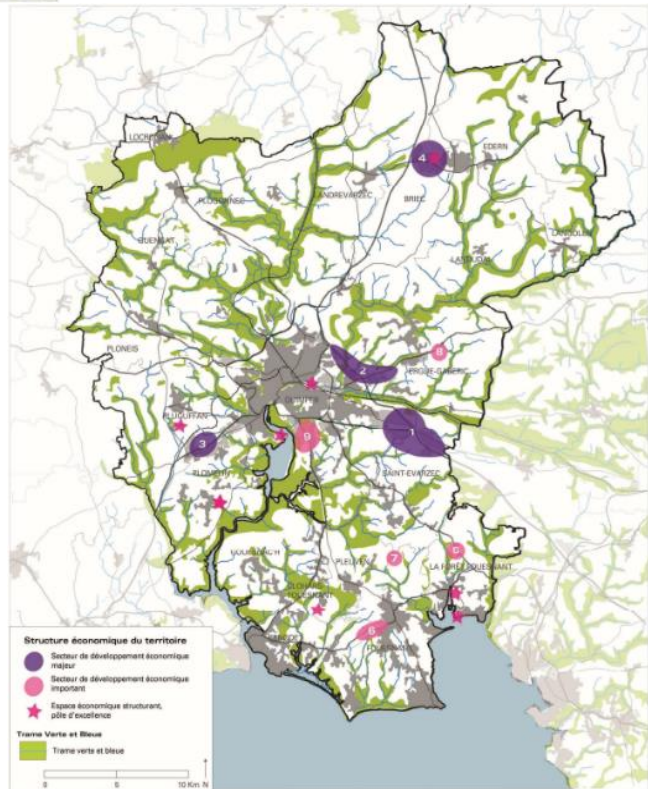 LOCRONAN
EDERN
4
PLOGONNEC
LANDREVARZEC
BRIEC
GUENGAT
LANGOLEN
LANDUDAL
PLONEIS
8
2
ERGUE-GABERIC
QUIMPER
PLUGUFFAN
1
9
3
PLOMELIN
SAINT-EVARZEC
GOUESNAC'H
PLEUVEN
7
LA FORÊT-FOUESNANT
CLOHARS-
FOUESNANT
6
FOUESNANT
BENODET
Structure économique du territoire
Secteur de développement économique
majeur
Secteur de développement économique
important
Espace économique structurant,
pôle d'excellence
Trame Verte et Bleue
Trame verte et bleue
0
5
10 Km
N